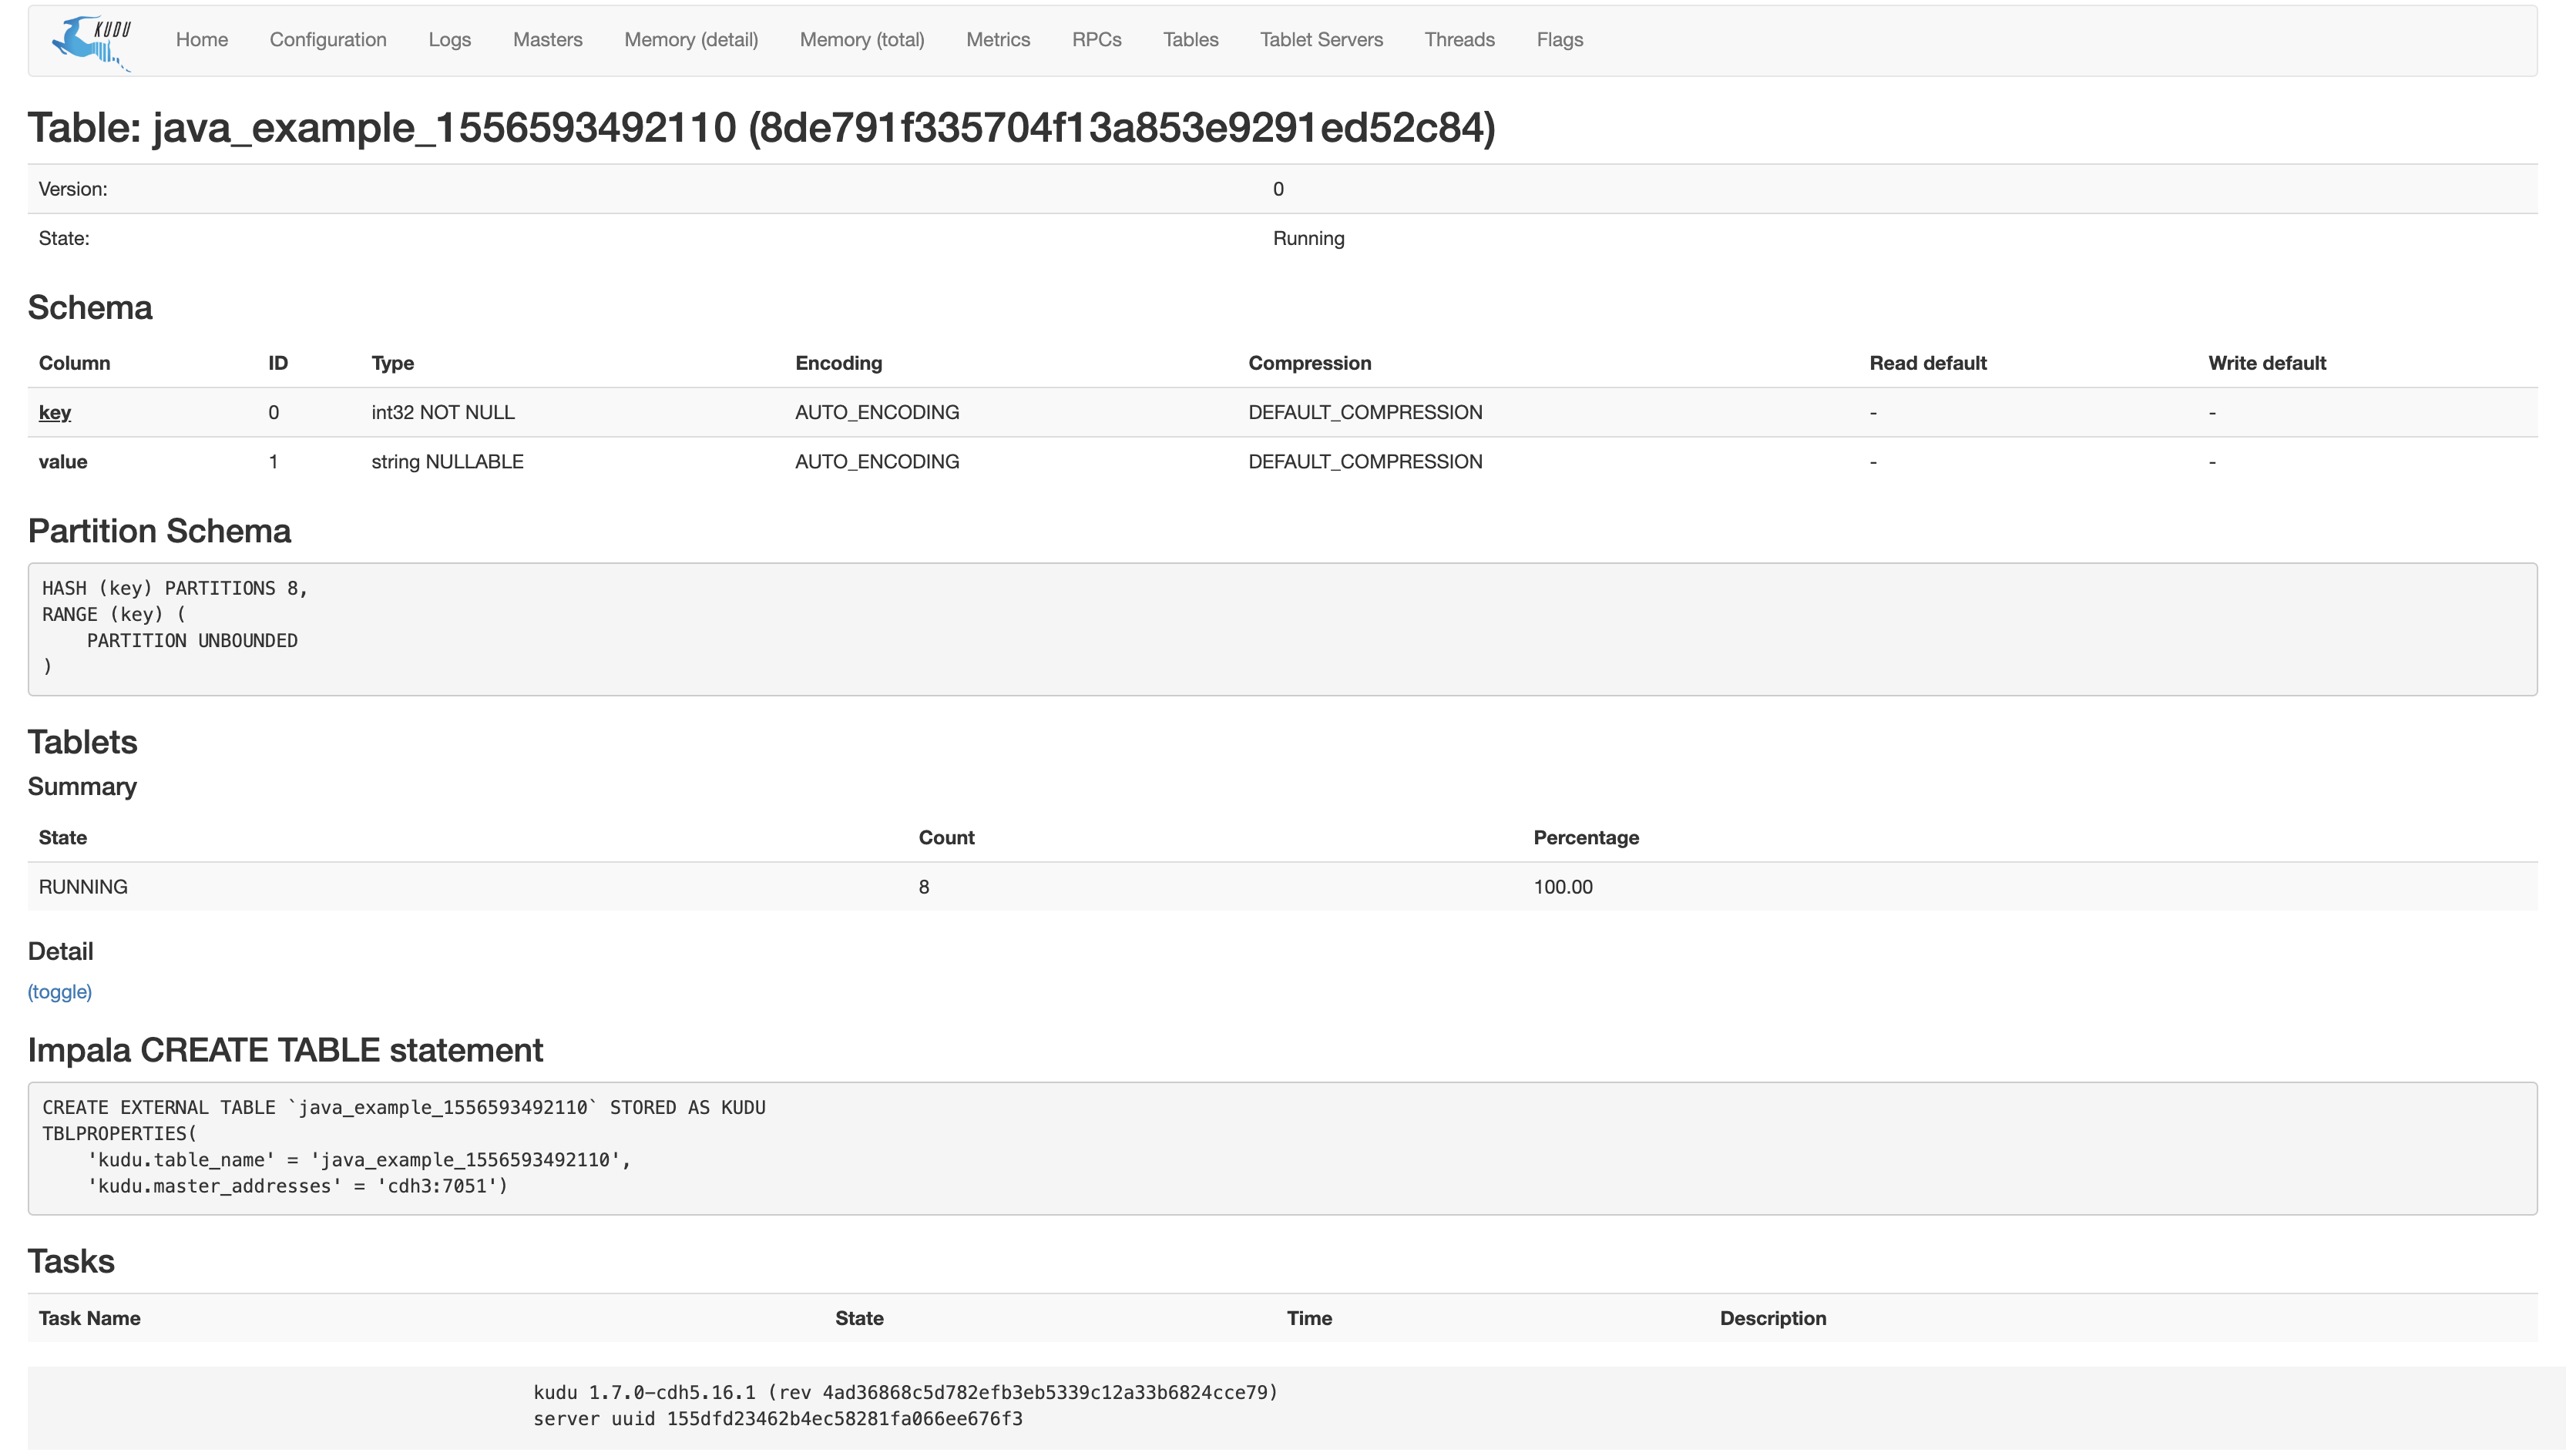 KUDU Home Configuration Logs Masters Memory (detail) Memory (total) Metrics RPCs Tables Tablet Servers Threads Flags
Table: java_example_1556593492110 (8de791f335704f13a853e9291ed52c84)
Version: 0
State: Running
Schema
Column ID Type Encoding Compression Read default Write default
key 0 int32 NOT NULL AUTO_ENCODING DEFAULT_COMPRESSION - -
value 1 string NULLABLE AUTO_ENCODING DEFAULT_COMPRESSION - -
Partition Schema
HASH (key) PARTITIONS 8,
RANGE (key) (
    PARTITION UNBOUNDED
)
Tablets
Summary
State Count Percentage
RUNNING 8 100.00
Detail
(toggle)
Impala CREATE TABLE statement
CREATE EXTERNAL TABLE `java_example_1556593492110` STORED AS KUDU
TBLPROPERTIES(
    'kudu.table_name' = 'java_example_1556593492110',
    'kudu.master_addresses' = 'cdh3:7051')
Tasks
Task Name State Time Description
kudu 1.7.0-cdh5.16.1 (rev 4ad36868c5d782efb3eb5339c12a33b6824cce79)
server uuid 155dfd23462b4ec58281fa066ee676f3